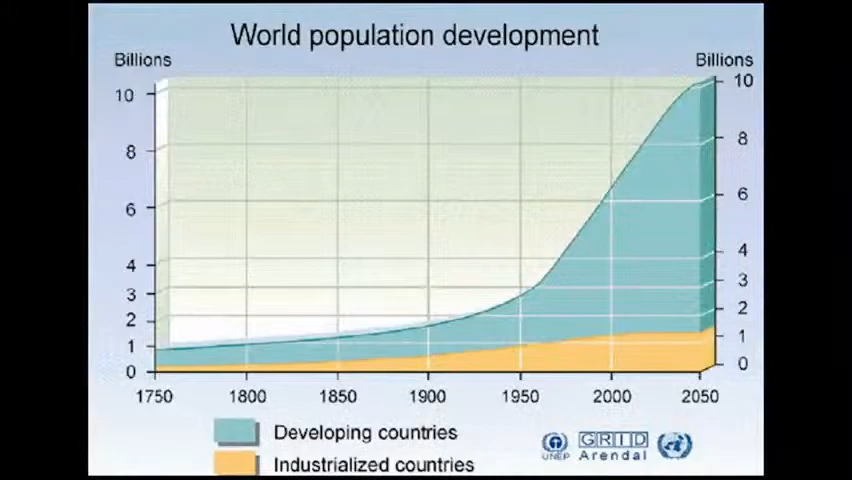 World population development
Billions
Billions
10
8
6
4
3
2
1
0
10
8
6
4
3
2
1
0
1750 1800 1850 1900 1950 2000 2050
Developing countries
Industrialized countries
UNEP
GRID
Arendal